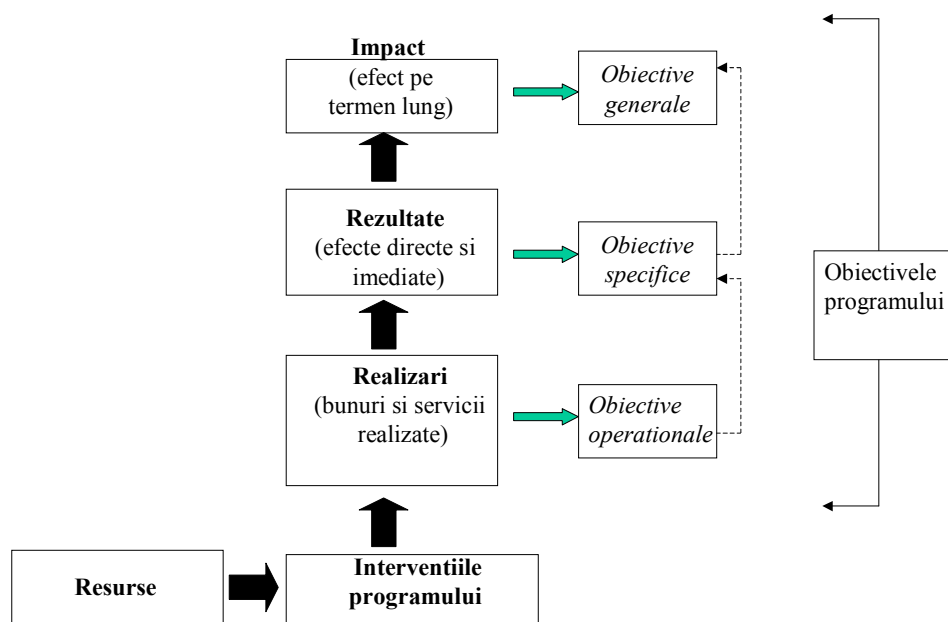 Impact
(efect pe
termen lung)
Obiective
generale
Rezultate
(efecte directe si
imediate)
Obiective
specifice
Obiectivele
programului
Realizari
(bunuri si servicii
realizate)
Obiective
operationale
Resurse
Interventiile
programului